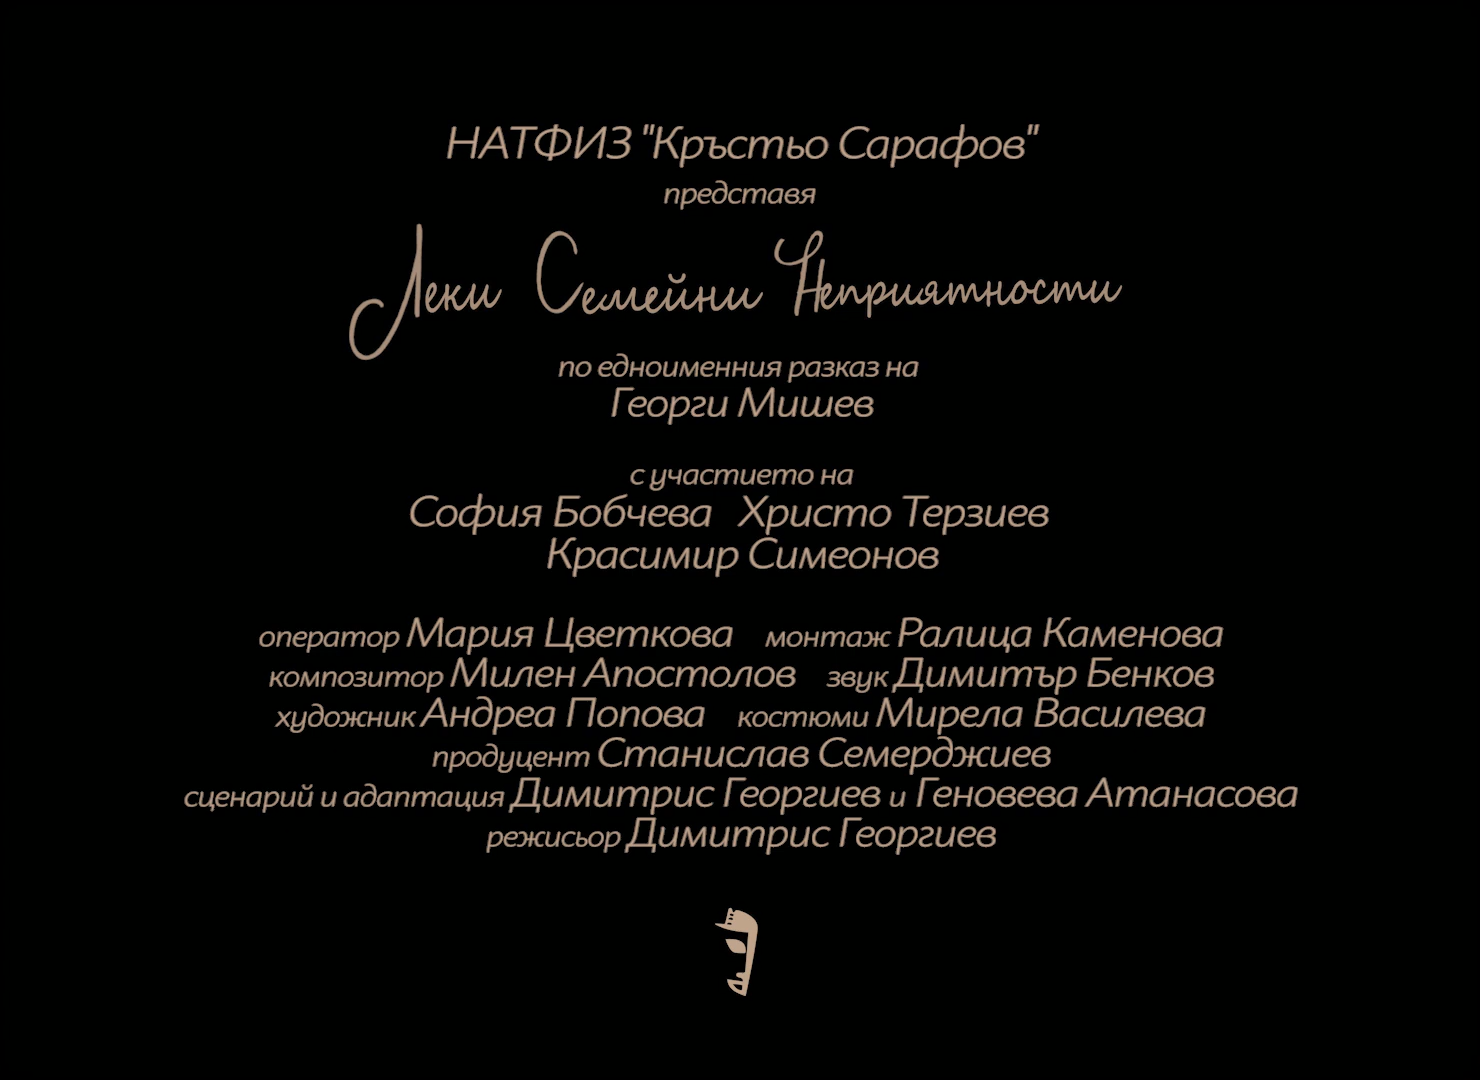 НАТФИЗ "Кръстьо Сарафов"
представя
Леки Семейни Неприятности
по едноименния разказ на
Георги Мишев
с участието на
София Бобчева Христо Терзиев
Красимир Симеонов
оператор Мария Цветкова монтаж Ралица Каменова
композитор Милен Апостолов звук Димитър Бенков
художник Андреа Попова костюми Мирела Василева
продуцент Станислав Семерджиев
сценарий и адаптация Димитрис Георгиев и Геновева Атанасова
режисьор Димитрис Георгиев